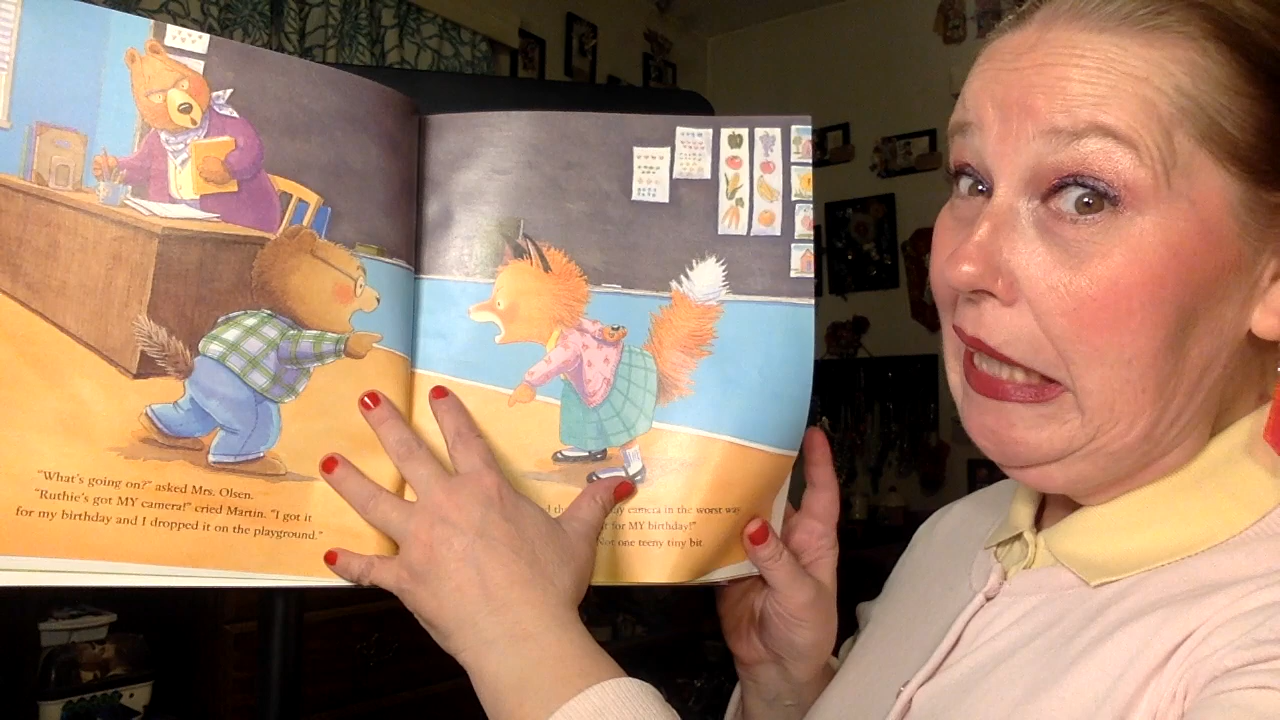 "What's going on?" asked Mrs. Olsen.
"Ruthie's got MY camera!" cried Martin. "I got it
for my birthday and I dropped it on the playground."
camera in the worst way
for MY birthday!"
Not one teeny tiny bit.